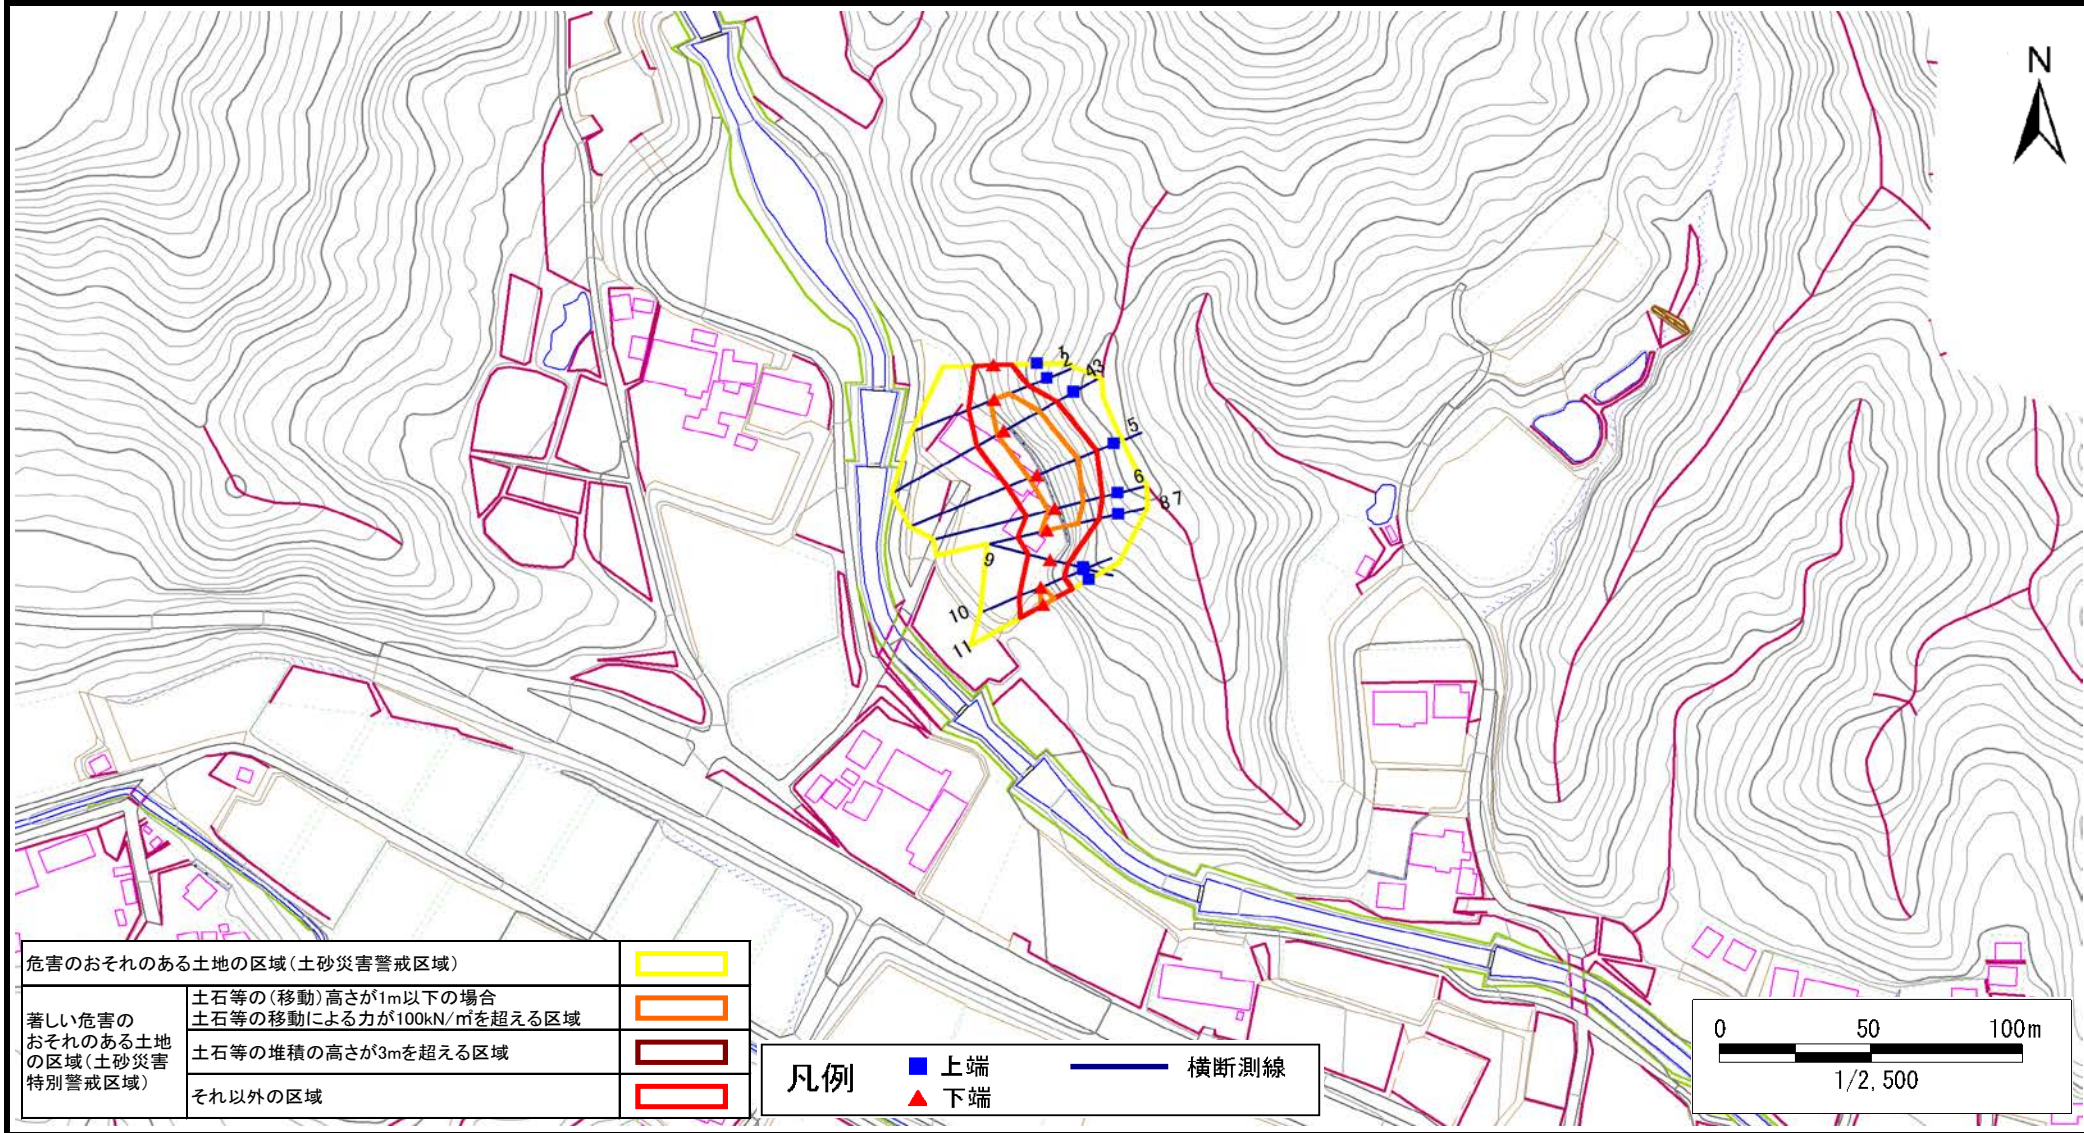 N
1
2
43
5
6
87
9
10
11
危害のおそれのある土地の区域(土砂災害警戒区域)
著しい危害の
おそれのある土地
の区域(土砂災害
特別警戒区域)
土石等の(移動)高さが1m以下の場合
土石等の移動による力が100kN/㎡を超える区域
土石等の堆積の高さが3mを超える区域
それ以外の区域
凡例
上端
下端
横断測線
0 50 100m
1/2,500